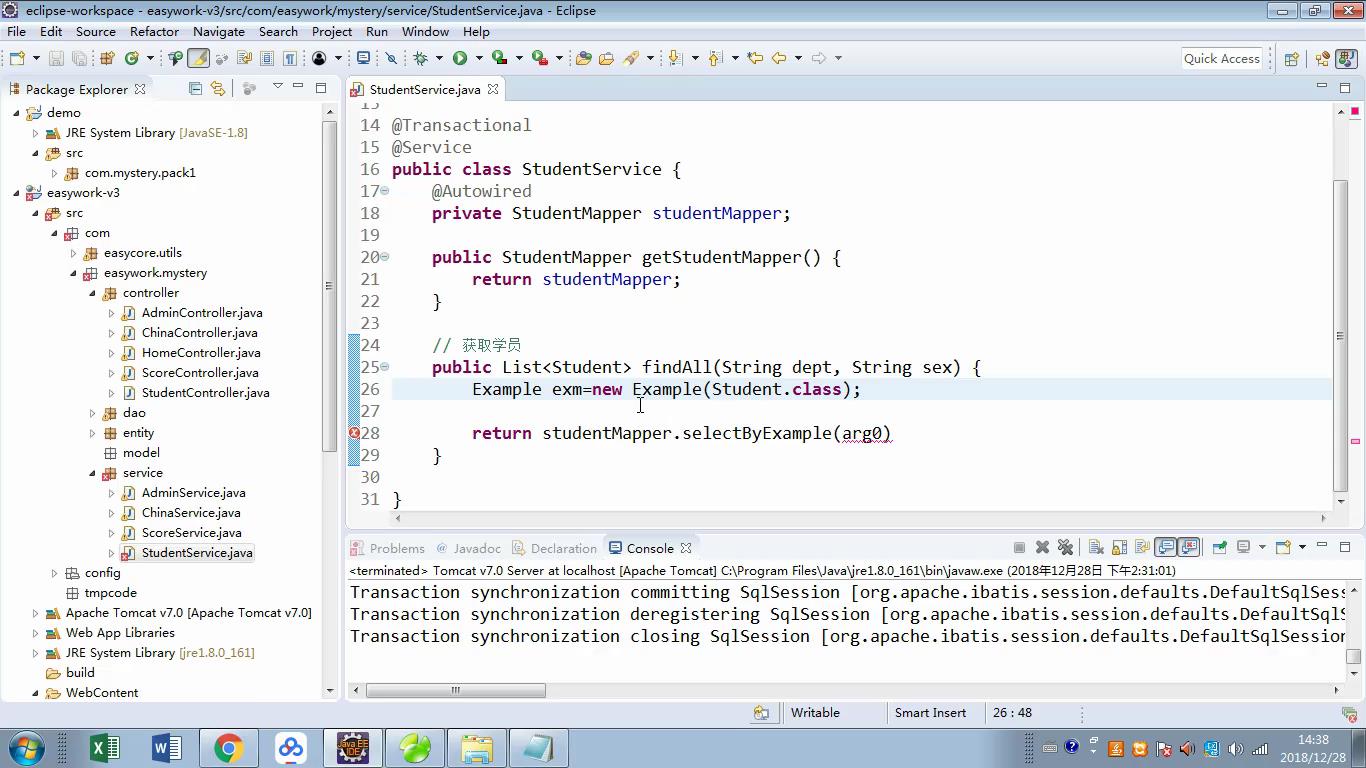 eclipse-workspace - easywork-v3/src/com/easywork/mystery/service/StudentService.java - Eclipse
File Edit Source Refactor Navigate Search Project Run Window Help
Quick Access
Package Explorer
demo
JRE System Library [JavaSE-1.8]
src
com.mystery.pack1
easywork-v3
src
com
easycore.utils
easywork.mystery
controller
AdminController.java
ChinaController.java
HomeController.java
ScoreController.java
StudentController.java
dao
entity
model
service
AdminService.java
ChinaService.java
ScoreService.java
StudentService.java
config
tmpcode
Apache Tomcat v7.0 [Apache Tomcat v7.0]
Web App Libraries
JRE System Library [jre1.8.0_161]
build
WebContent
StudentService.java
14 @Transactional
15 @Service
16 public class StudentService {
17 @Autowired
18 private StudentMapper studentMapper;
19
20 public StudentMapper getStudentMapper() {
21 return studentMapper;
22 }
23
24 // 获取学员
25 public List<Student> findAll(String dept, String sex) {
26 Example exm=new Example(Student.class);
27
28 return studentMapper.selectByExample(arg0)
29 }
30
31 }
Problems @ Javadoc Declaration Console
<terminated> Tomcat v7.0 Server at localhost [Apache Tomcat] C:\Program Files\Java\jre1.8.0_161\bin\javaw.exe (2018年12月28日 下午2:31:01)
Transaction synchronization committing SqlSession [org.apache.ibatis.session.defaults.DefaultSqlSess
Transaction synchronization deregistering SqlSession [org.apache.ibatis.session.defaults.DefaultSqlSe
Transaction synchronization closing SqlSession [org.apache.ibatis.session.defaults.DefaultSqlSession
Writable Smart Insert 26 : 48
Java EE
IDE
14:38
2018/12/28